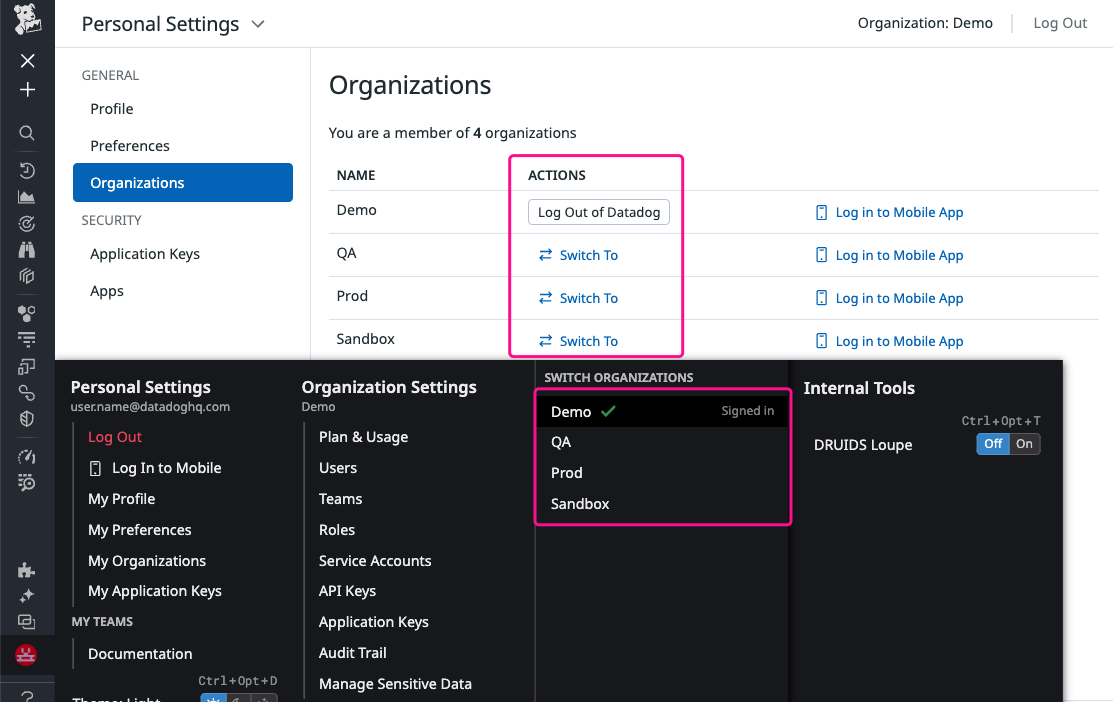 Personal Settings
Organization: Demo
Log Out
GENERAL
Profile
Preferences
Organizations
SECURITY
Application Keys
Apps
Organizations
You are a member of 4 organizations
NAME
ACTIONS
Demo
Log Out of Datadog
Log in to Mobile App
QA
Switch To
Log in to Mobile App
Prod
Switch To
Log in to Mobile App
Sandbox
Switch To
Log in to Mobile App
Personal Settings
user.name@datadoghq.com
Log Out
Log In to Mobile
My Profile
My Preferences
My Organizations
My Application Keys
MY TEAMS
Documentation
Ctrl+Opt+D
Theme: Light
Organization Settings
Demo
Plan & Usage
Users
Teams
Roles
Service Accounts
API Keys
Application Keys
Audit Trail
Manage Sensitive Data
SWITCH ORGANIZATIONS
Demo
Signed in
QA
Prod
Sandbox
Internal Tools
Ctrl+Opt+T
DRUIDS Loupe
Off On